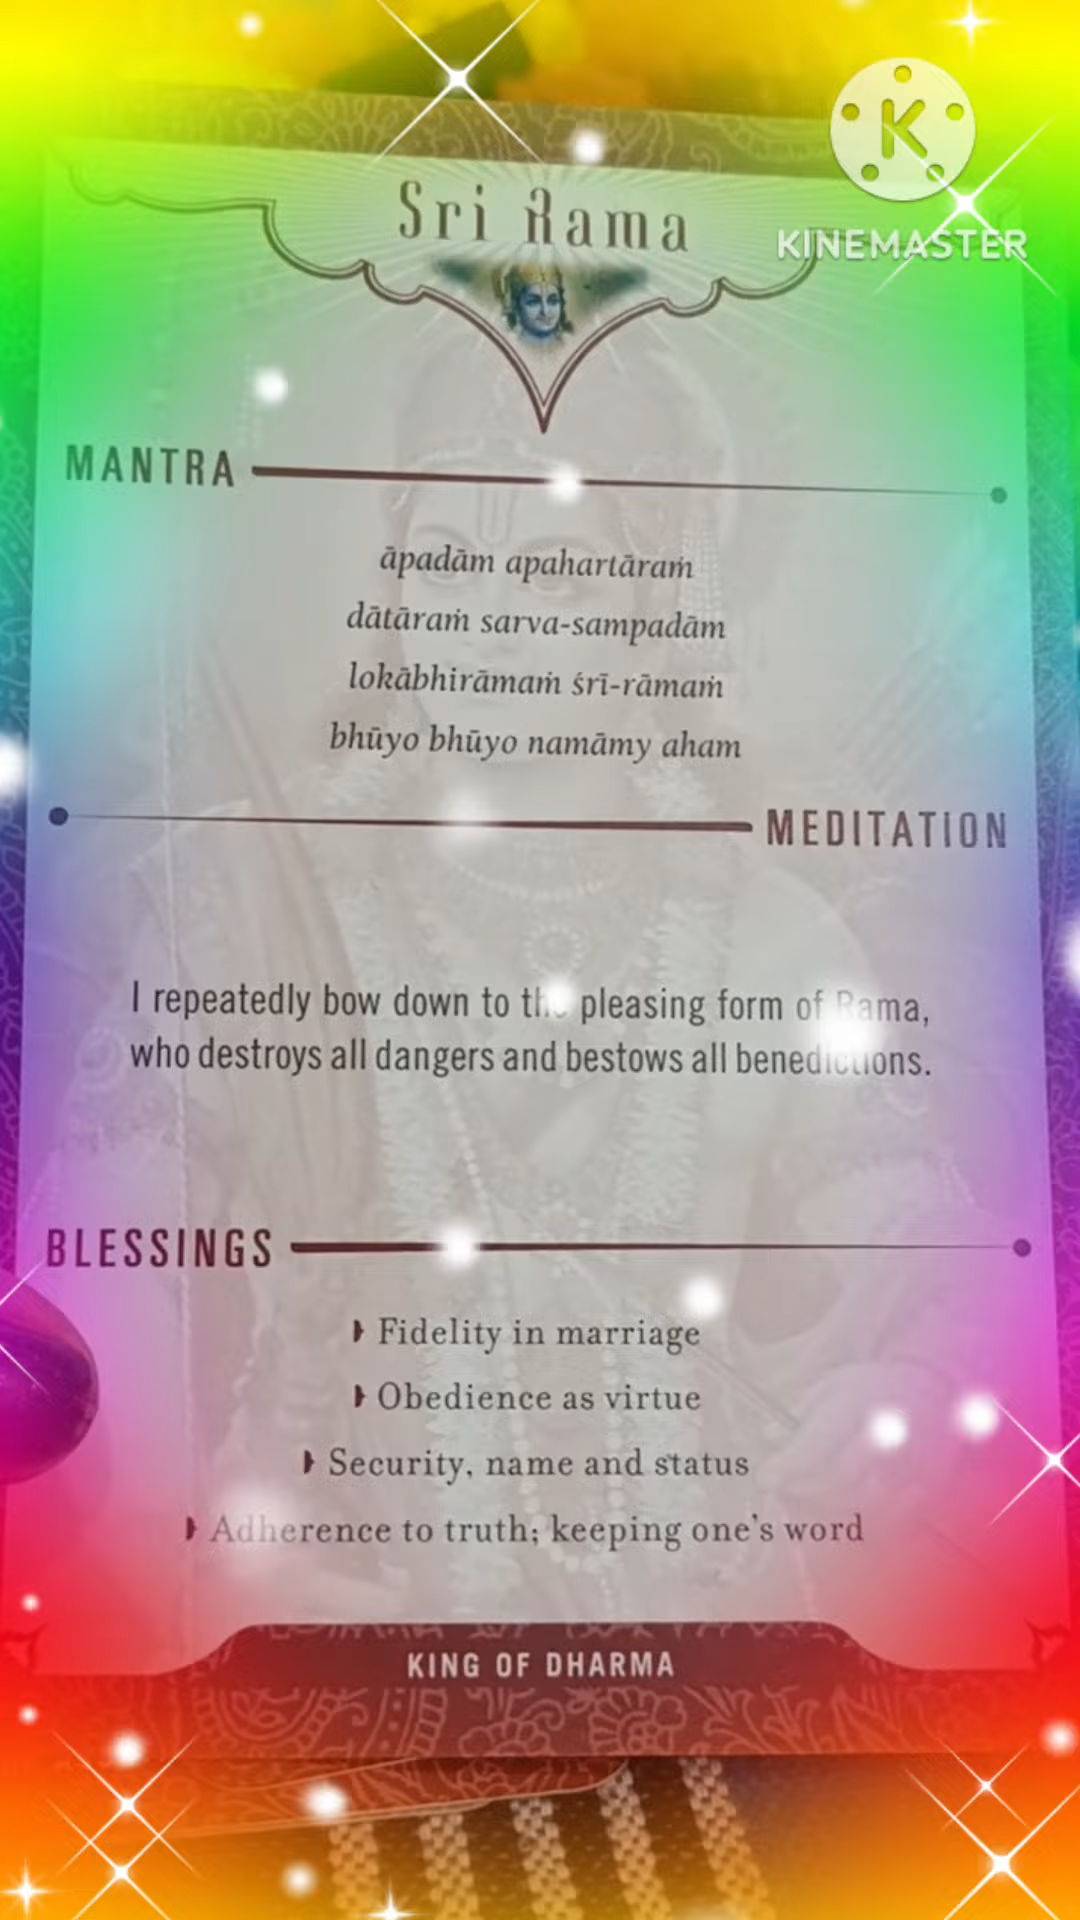 K
KINEMASTER
Sri Rama
MANTRA
āpadām apahartāraṁ
dātāraṁ sarva-sampadām
lokābhirāmaṁ śrī-rāmaṁ
bhūyo bhūyo namāmy aham
MEDITATION
I repeatedly bow down to the pleasing form of Rama,
who destroys all dangers and bestows all benedictions.
BLESSINGS
Fidelity in marriage
Obedience as virtue
Security, name and status
Adherence to truth; keeping one's word
KING OF DHARMA